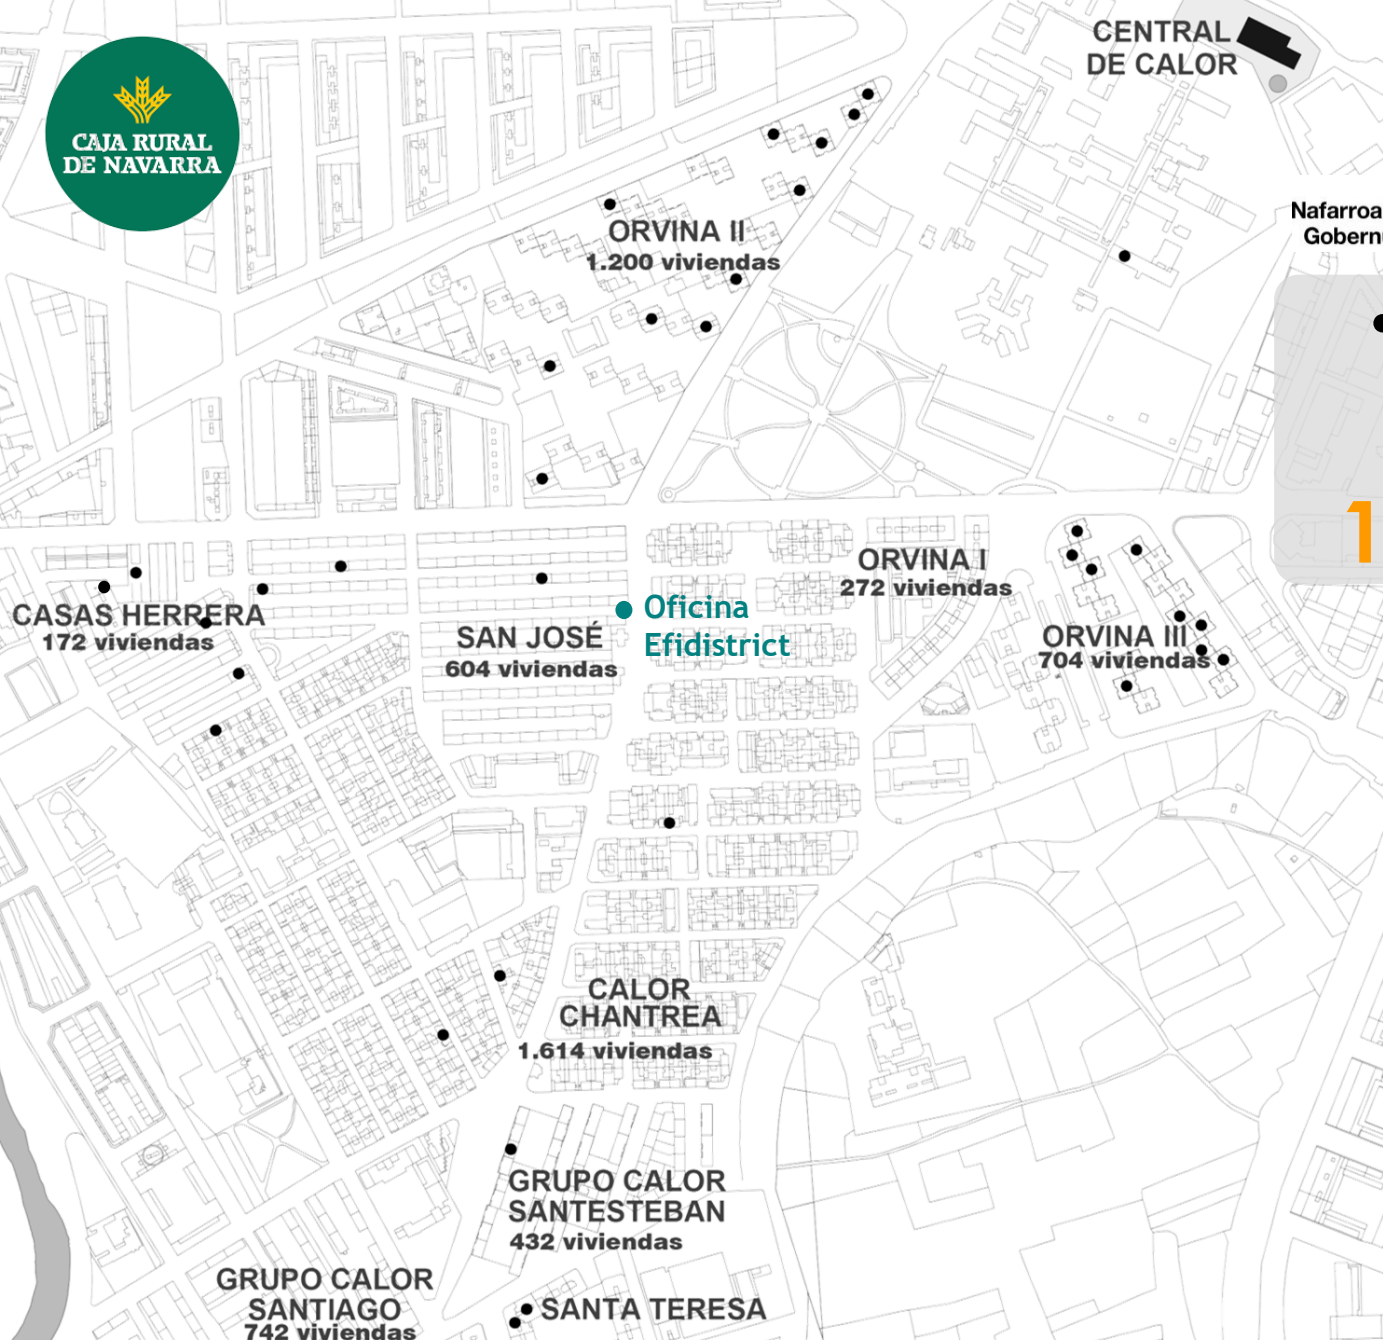 CENTRAL
DE CALOR
CAJA RURAL
DE NAVARRA
Nafarroa
Gobern
ORVINA II
1.200 viviendas
1
ORVINA I
272 viviendas
CASAS HERRERA
172 viviendas
SAN JOSÉ
604 viviendas
Oficina
Efidistrict
ORVINA III
704 viviendas
CALOR
CHANTREA
1.614 viviendas
GRUPO CALOR
SANTESTEBAN
432 viviendas
GRUPO CALOR
SANTIAGO
742 viviendas
SANTA TERESA